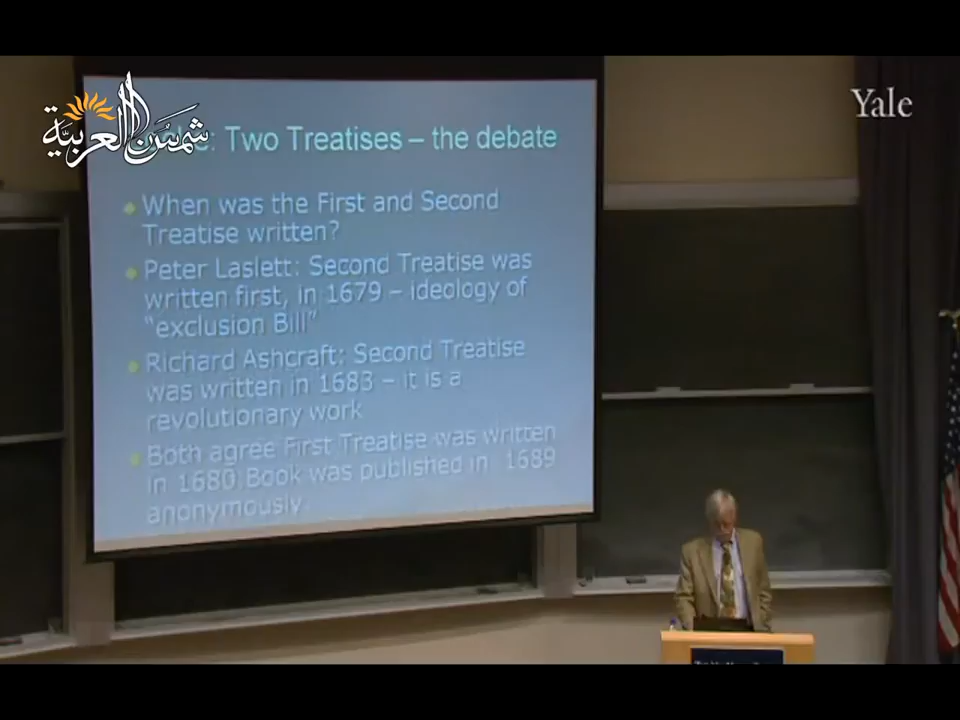 شمس العربية
Yale
: Two Treatises – the debate
When was the First and Second
Treatise written?
Peter Laslett: Second Treatise was
written first, in 1679 – ideology of
"exclusion Bill"
Richard Ashcraft: Second Treatise
was written in 1683 – it is a
revolutionary work
Both agree First Treatise was written
in 1680.Book was published in 1689
anonymously.